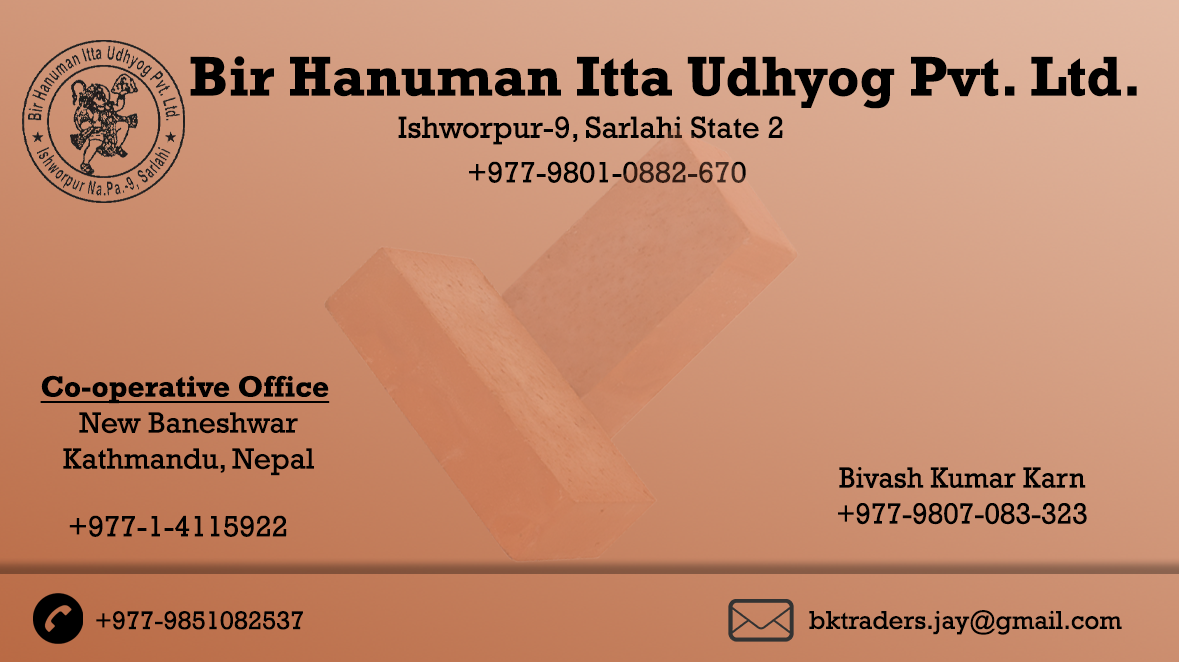 Bir Hanuman Itta Udhyog Pvt. Ltd.
Ishworpur Na.Pa.-9, Sarlahi
Bir Hanuman Itta Udhyog Pvt. Ltd.
Ishworpur-9, Sarlahi State 2
+977-9801-0882-670
Co-operative Office
New Baneshwar
Kathmandu, Nepal
+977-1-4115922
Bivash Kumar Karn
+977-9807-083-323
+977-9851082537
bktraders.jay@gmail.com